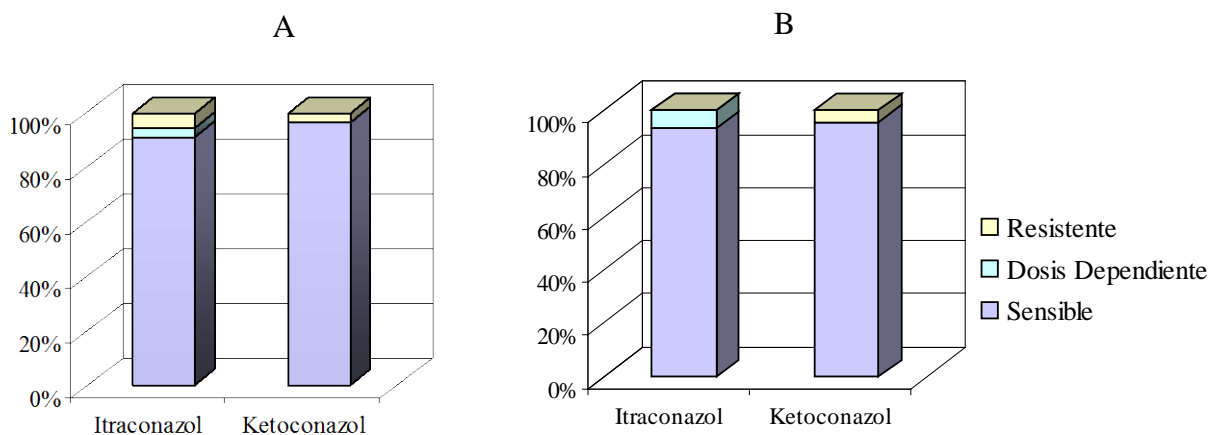 A
100%
80%
60%
40%
20%
0%
Itraconazol
Ketoconazol
B
100%
80%
60%
40%
20%
0%
Itraconazol
Ketoconazol
Resistente
Dosis Dependiente
Sensible